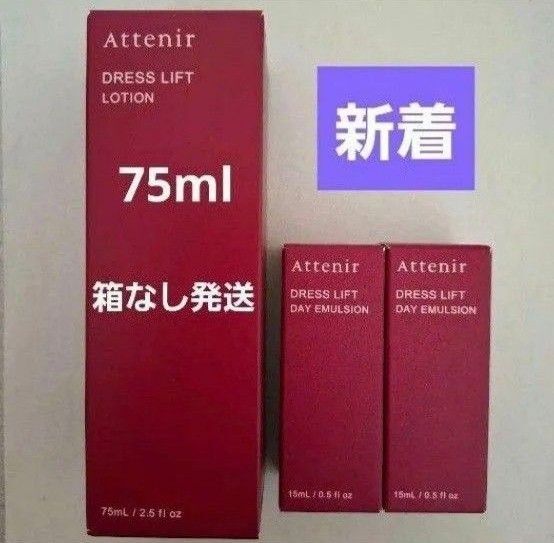 Attenir
DRESS LIFT
LOTION
75ml
箱なし発送
75mL / 2.5 fl oz
新着
Attenir
DRESS LIFT
DAY EMULSION
15mL / 0.5 fl oz
Attenir
DRESS LIFT
DAY EMULSION
15mL / 0.5 fl oz